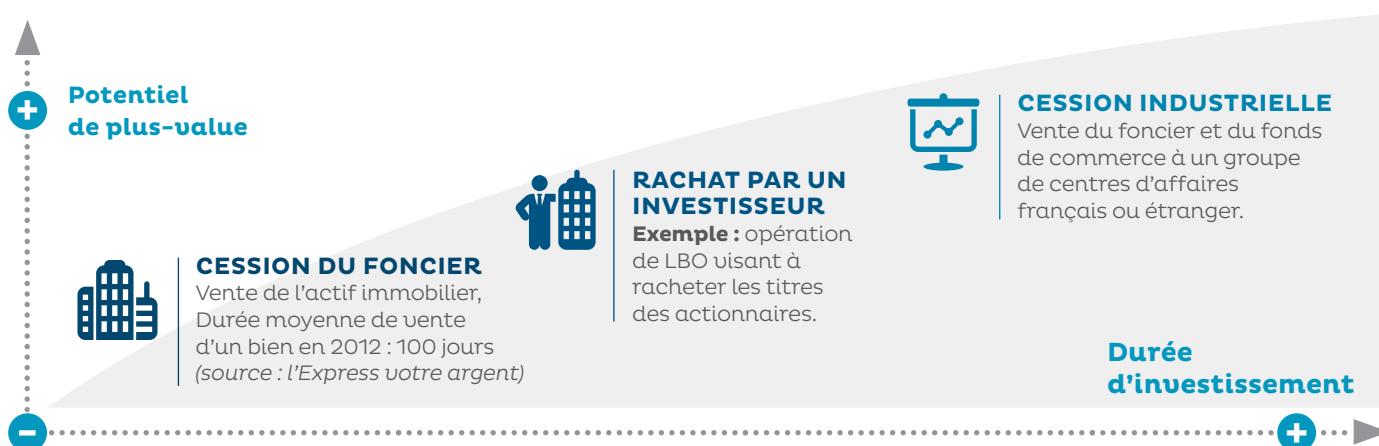 Potentiel
de plus-value
CESSION DU FONCIER
Vente de l'actif immobilier,
Durée moyenne de vente
d'un bien en 2012 : 100 jours
(source : l'Express votre argent)
RACHAT PAR UN
INVESTISSEUR
Exemple : opération
de LBO visant à
racheter les titres
des actionnaires.
CESSION INDUSTRIELLE
Vente du foncier et du fonds
de commerce à un groupe
de centres d'affaires
français ou étranger.
Durée
d'investissement